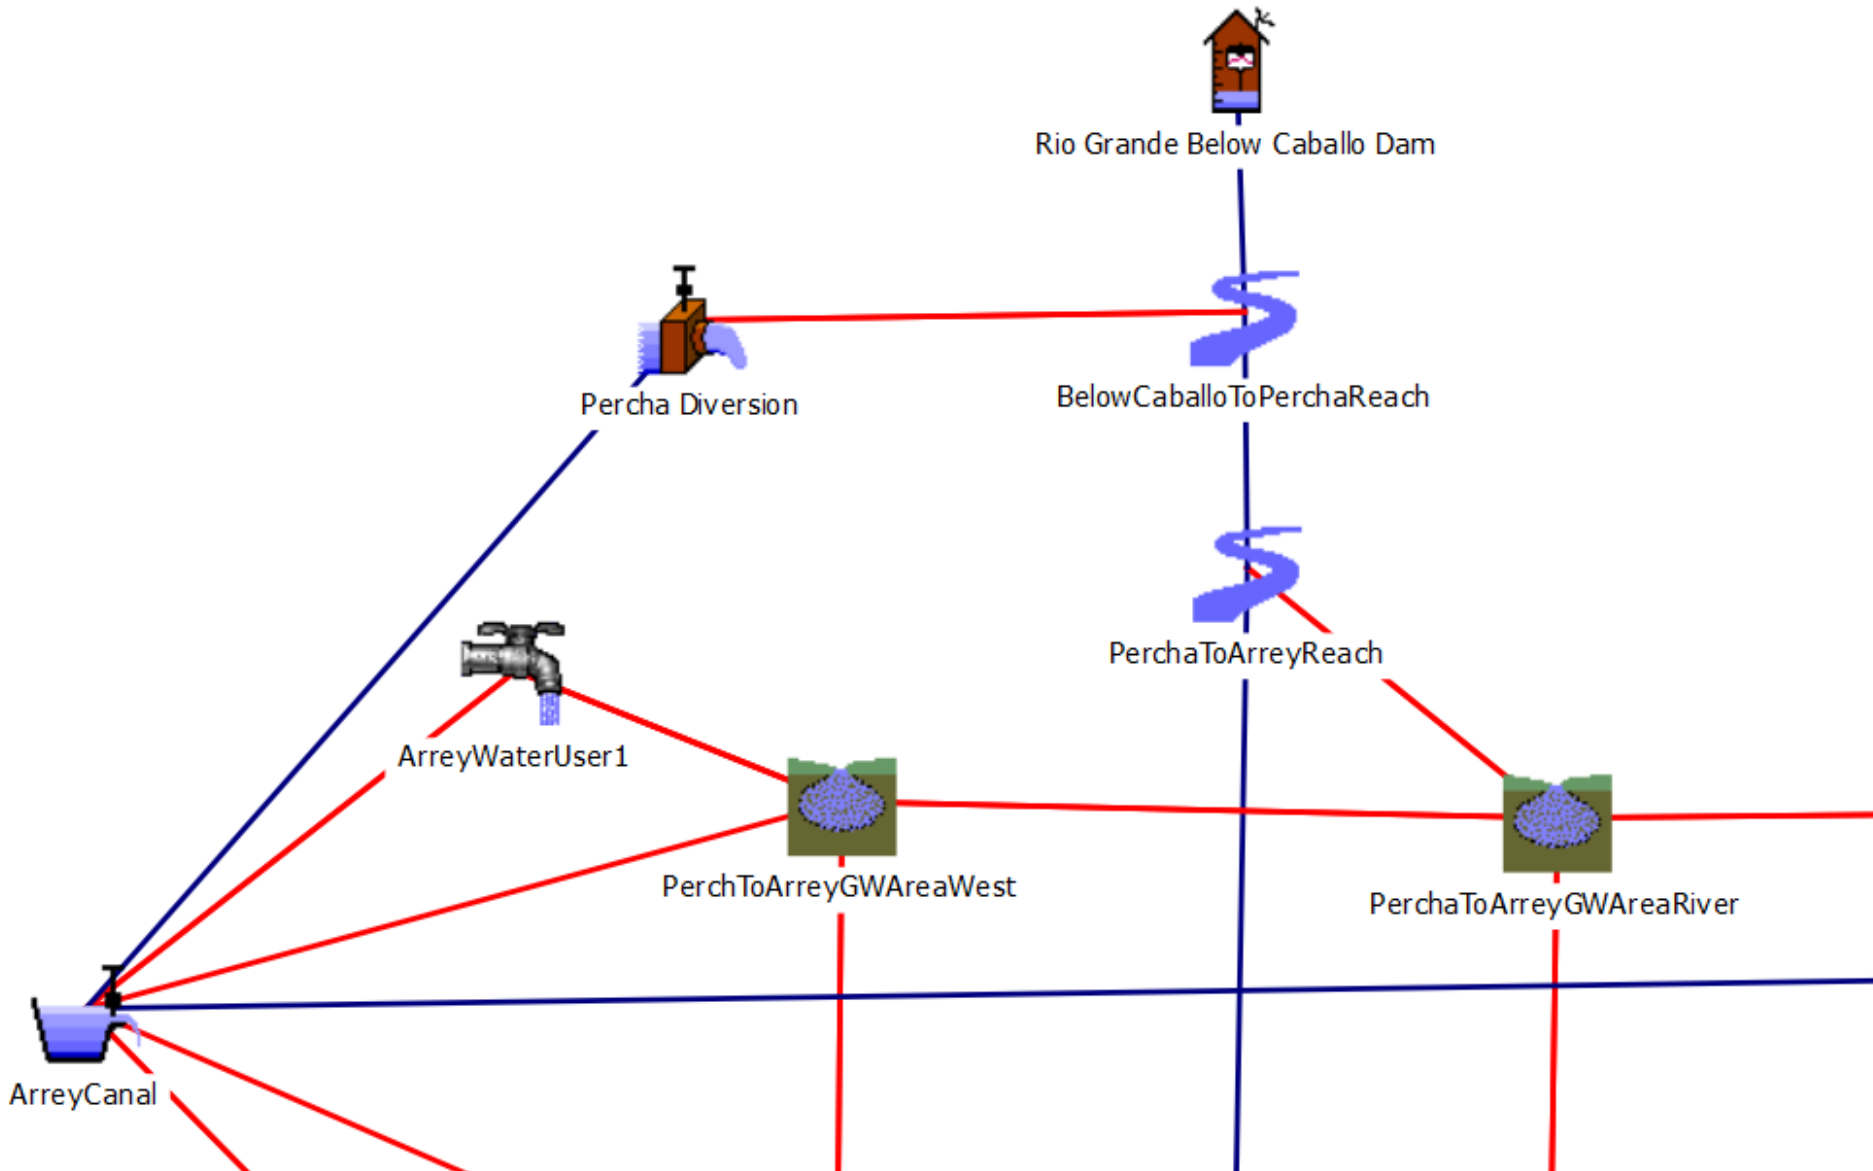 Rio Grande Below Caballo Dam
Percha Diversion
BelowCaballoToPerchaReach
PerchaToArreyReach
ArreyWaterUser1
PerchToArreyGWAreaWest
PerchaToArreyGWAreaRiver
ArreyCanal